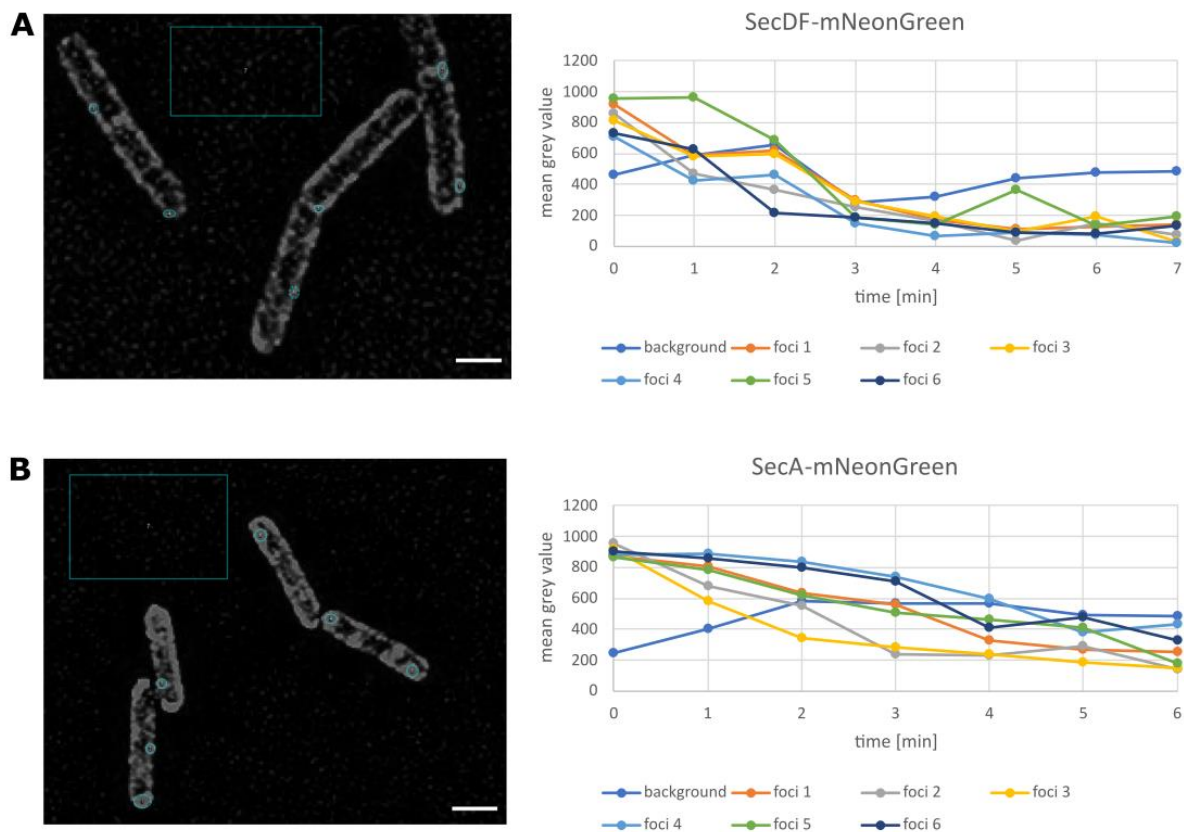 A
SecDF-mNeonGreen
mean grey value
1200
1000
800
600
400
200
0
0 1 2 3 4 5 6 7
time [min]
background foci 1 foci 2 foci 3
foci 4 foci 5 foci 6
B
SecA-mNeonGreen
mean grey value
1200
1000
800
600
400
200
0
0 1 2 3 4 5 6
time [min]
background foci 1 foci 2 foci 3
foci 4 foci 5 foci 6